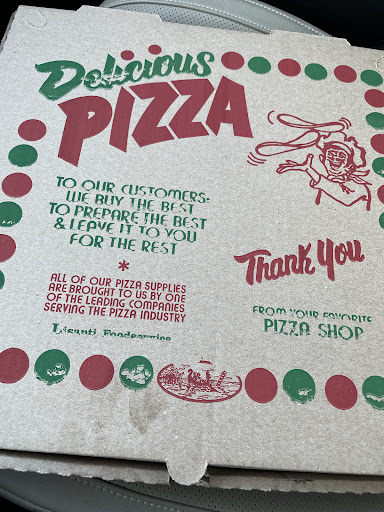 Delicious
PIZZA
TO OUR CUSTOMERS:
WE BUY THE BEST
TO PREPARE THE BEST
& LEAVE IT TO YOU
FOR THE REST
*
ALL OF OUR PIZZA SUPPLIES
ARE BROUGHT TO US BY ONE
OF THE LEADING COMPANIES
SERVING THE PIZZA INDUSTRY
Lisanti Foodservice
Thank You
FROM YOUR FAVORITE
PIZZA SHOP